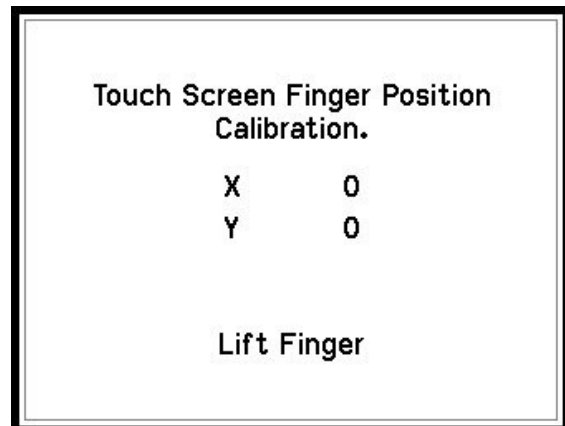 Touch Screen Finger Position
Calibration.
X 0
Y 0
Lift Finger